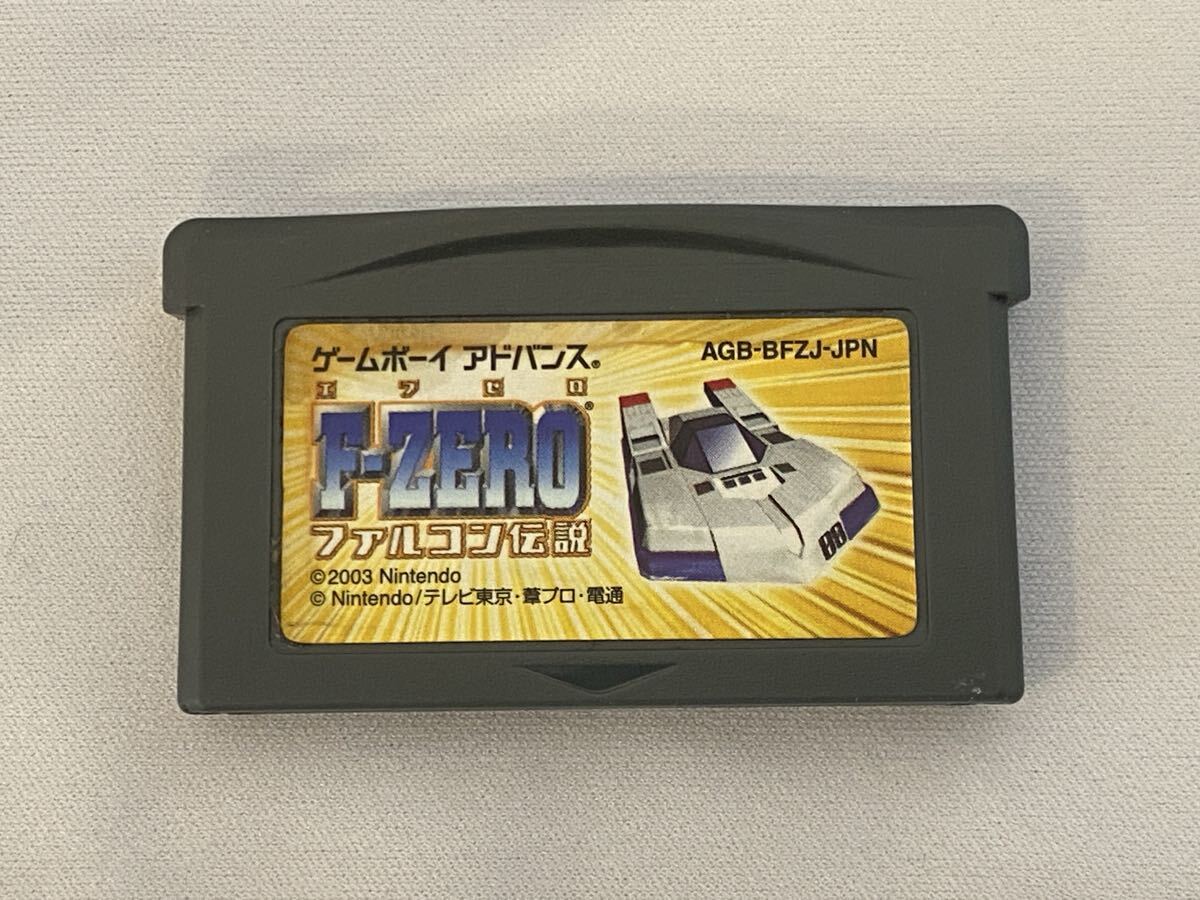 ゲームボーイ アドバンス®
AGB-BFZJ-JPN
エフゼロ
F-ZERO®
ファルコン伝説
©2003 Nintendo
© Nintendo/テレビ東京・葦プロ・電通